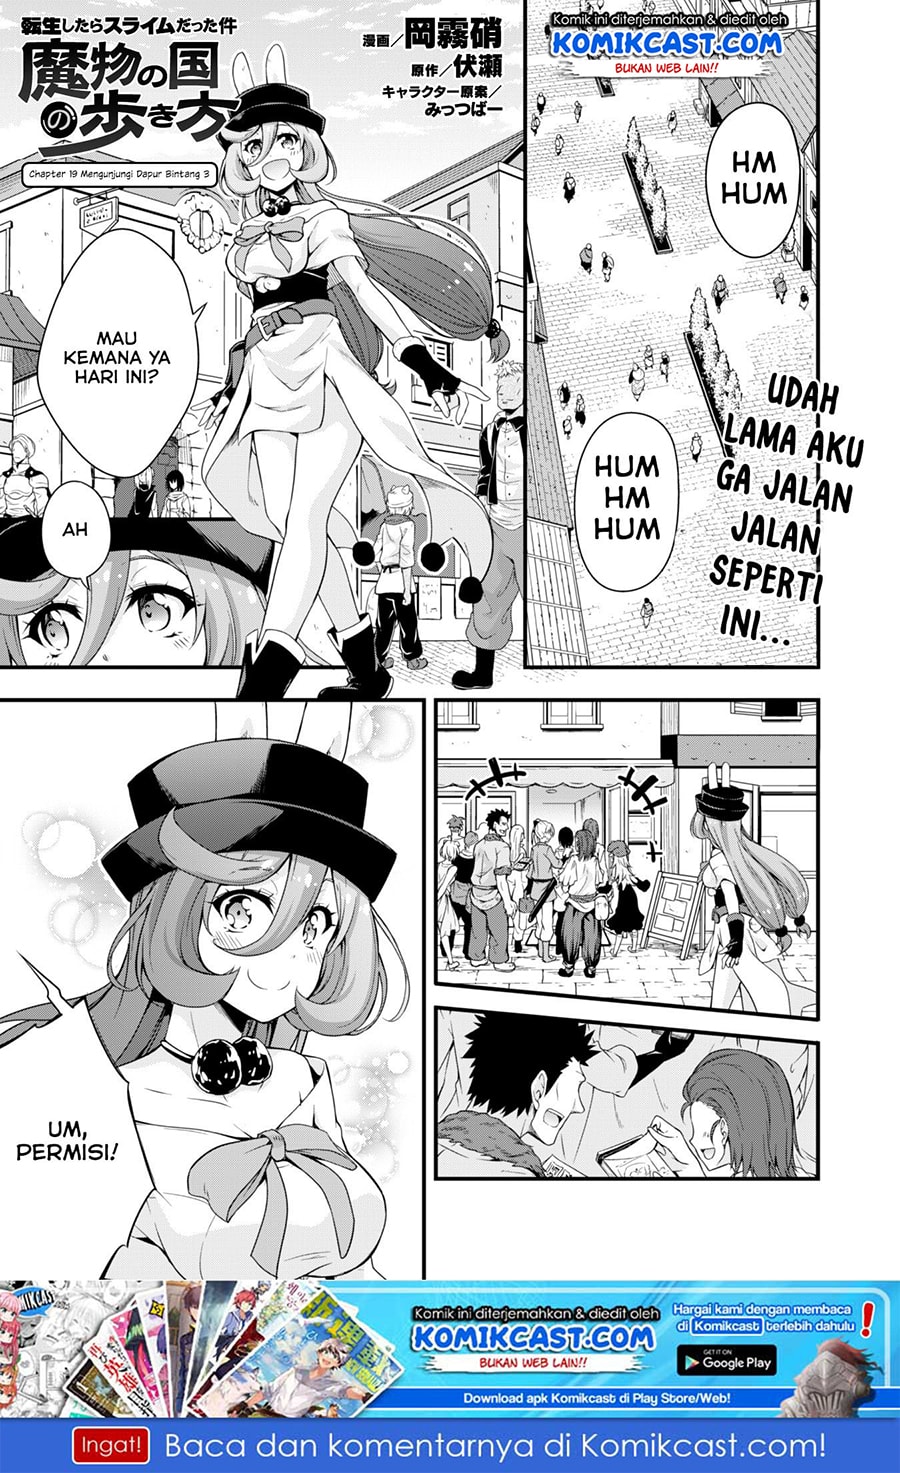 Komik ini diterjemahkan & diedit oleh
KOMIKCAST.COM
BUKAN WEB LAIN!!
転生したらスライムだった件
魔物の国
の歩き方
漫画/岡霧硝
原作/伏瀬
キャラクター原案/
みっつばー
Chapter 19 Mengunjungi Dapur Bintang 3
HM
HUM
HUM
HM
HUM
UDAH
LAMA AKU
GA JALAN
JALAN
SEPERTI
INI...
MAU
KEMANA YA
HARI INI?
AH
UM,
PERMISI!
Komik ini diterjemahkan & diedit oleh
KOMIKCAST.COM
BUKAN WEB LAIN!!
Hargai kami dengan membaca
di Komikcast terlebih dahulu !
GET IT ON
Google Play
Download apk Komikcast di Play Store/Web!
Ingat! Baca dan komentarnya di Komikcast.com!